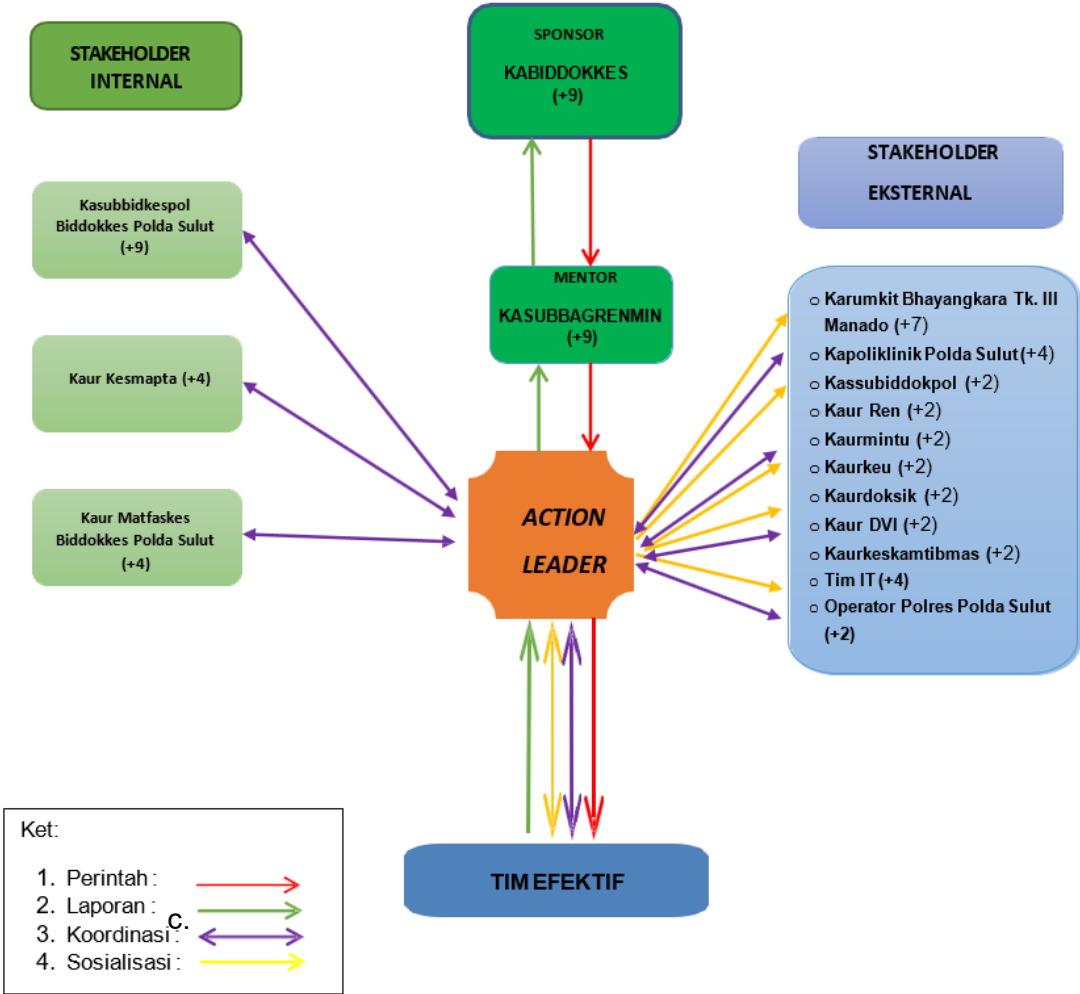 STAKEHOLDER
INTERNAL
Kasubbidkespol
Biddokkes Polda Sulut
(+9)
Kaur Kesmapta (+4)
Kaur Matfaskes
Biddokkes Polda Sulut
(+4)
SPONSOR
KABIDDOKKES
(+9)
MENTOR
KASUBBAGRENMIN
(+9)
ACTION
LEADER
TIM EFEKTIF
STAKEHOLDER
EKSTERNAL
o Karumkit Bhayangkara Tk. III
Manado (+7)
o Kapoliklinik Polda Sulut (+4)
o Kassubiddokpol (+2)
o Kaur Ren (+2)
o Kaurmintu (+2)
o Kaurkeu (+2)
o Kaurdoksik (+2)
o Kaur DVI (+2)
o Kaurkeskamtibmas (+2)
o Tim IT (+4)
o Operator Polres Polda Sulut
(+2)
Ket:
1. Perintah :
2. Laporan :
c.
3. Koordinasi :
4. Sosialisasi :